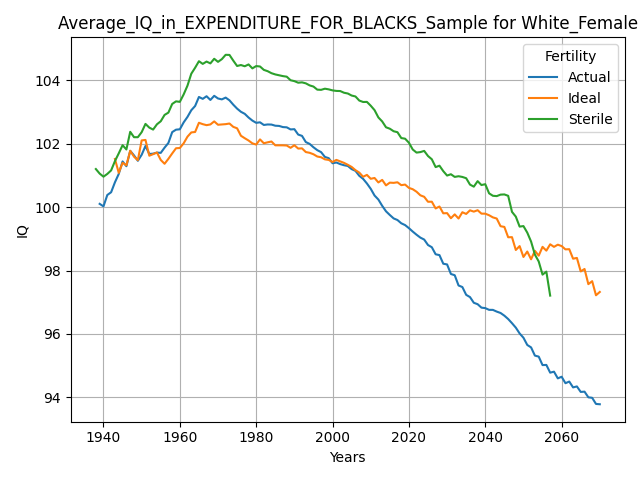 Average_IQ_in_EXPENDITURE_FOR_BLACKS_Sample for White_Female
Fertility
Actual
Ideal
Sterile
IQ
104
102
100
98
96
94
1940 1960 1980 2000 2020 2040 2060
Years